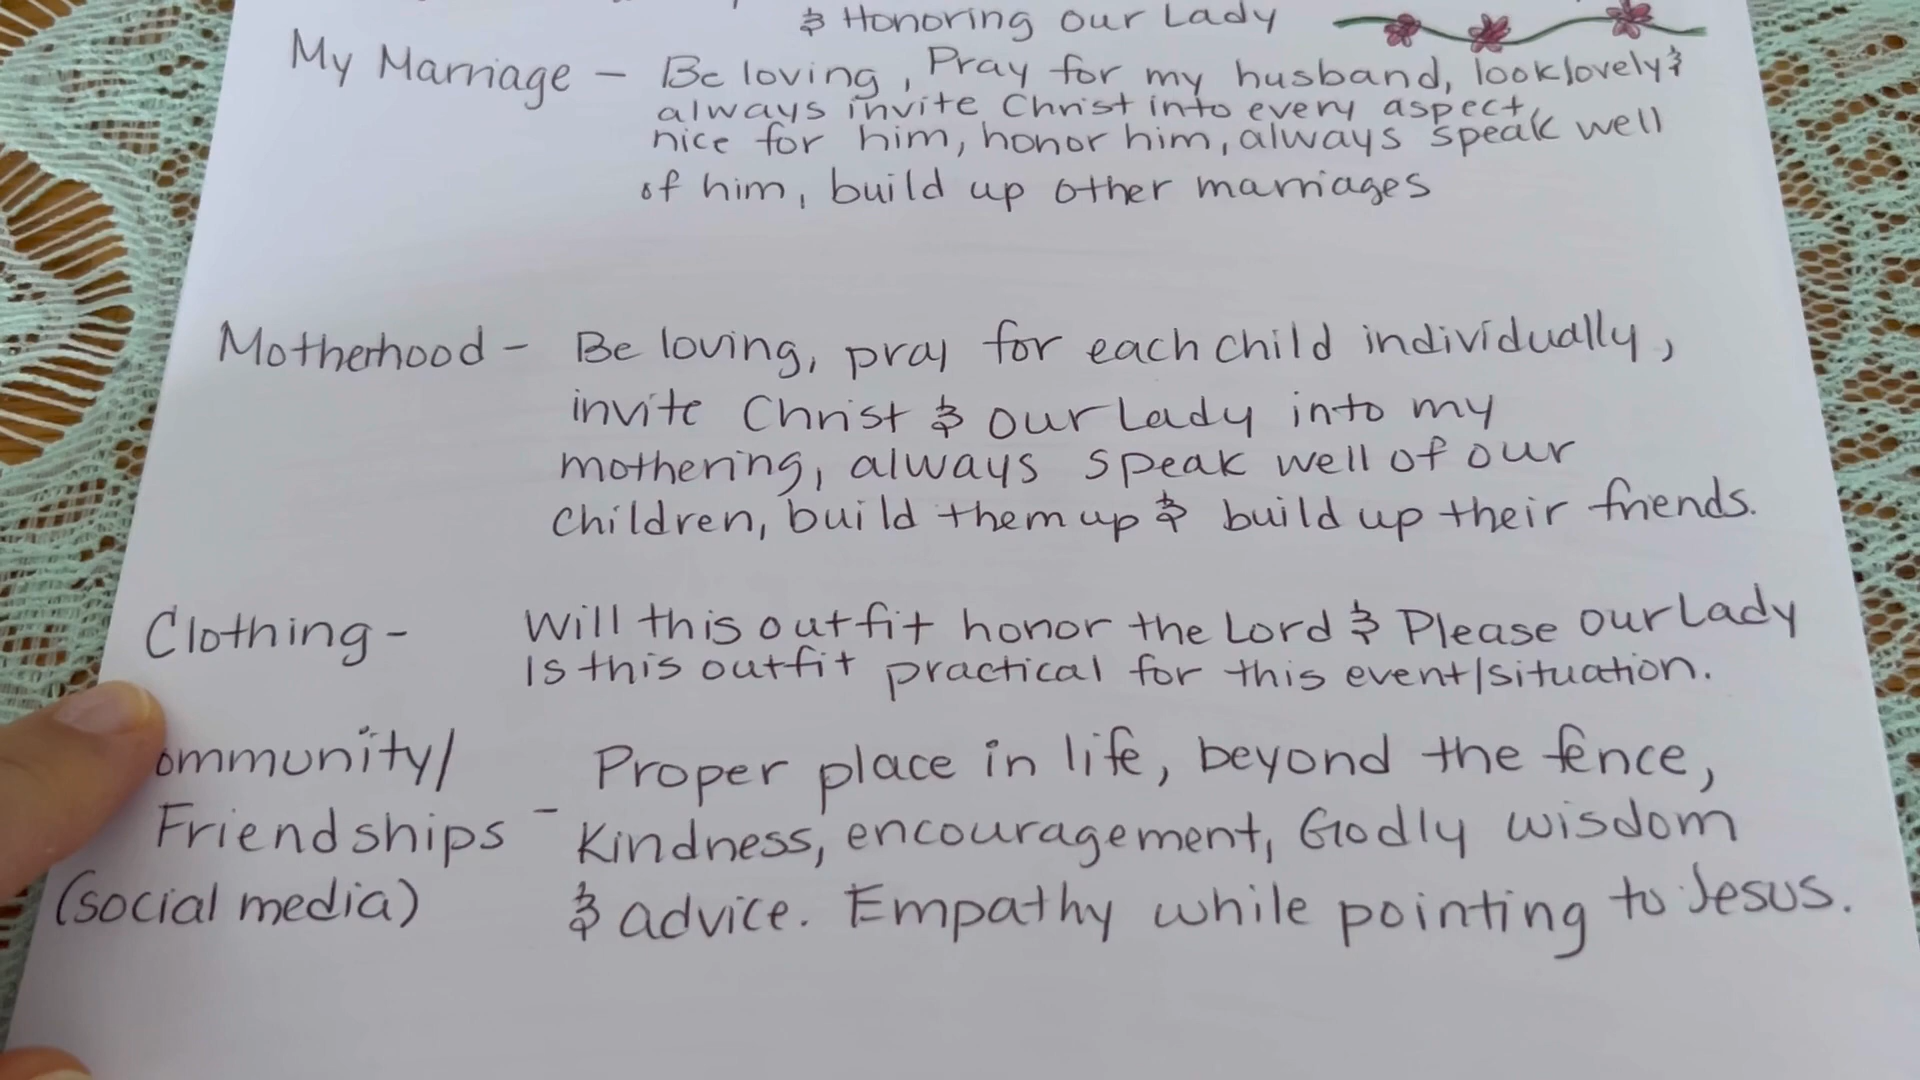 & Honoring our Lady
My Marriage - Be loving, Pray for my husband, look lovely &
always invite Christ into every aspect,
nice for him, honor him, always speak well
of him, build up other marriages
Motherhood - Be loving, pray for each child individually,
invite Christ & our Lady into my
mothering, always speak well of our
children, build them up & build up their friends.
Clothing - Will this outfit honor the Lord & Please our Lady
Is this outfit practical for this event/situation.
ommunity/ Proper place in life, beyond the fence,
Friendships - Kindness, encouragement, Godly wisdom
(social media) & advice. Empathy while pointing to Jesus.